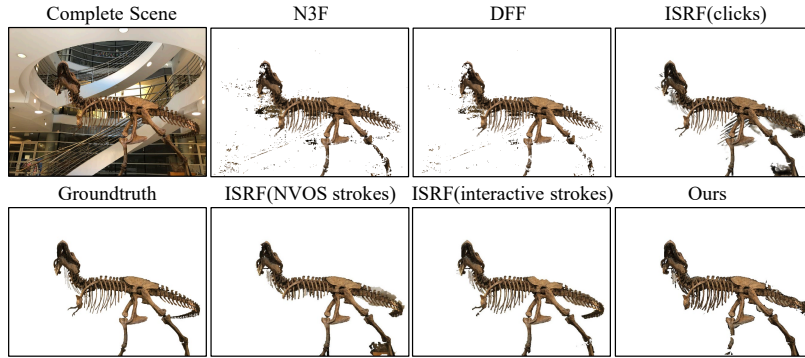 Complete Scene
N3F
DFF
ISRF(clicks)
Groundtruth
ISRF(NVOS strokes)
ISRF(interactive strokes)
Ours